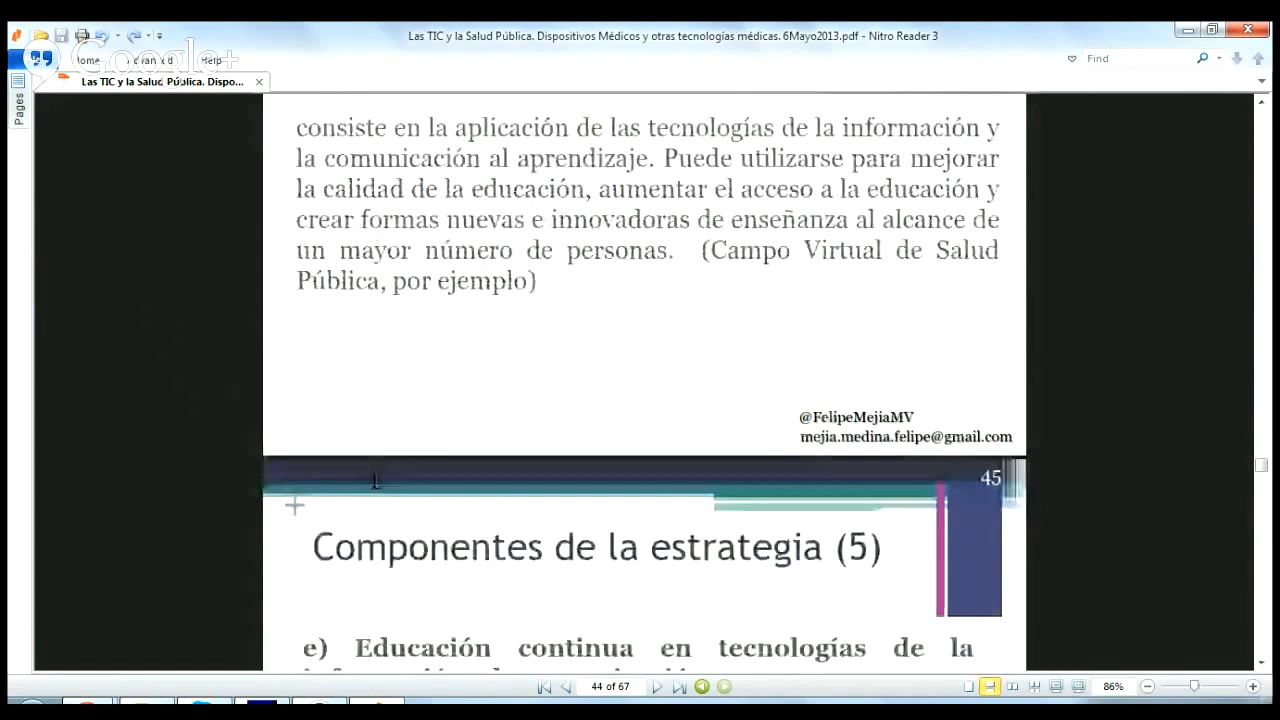 Las TIC y la Salud Pública. Dispositivos Médicos y otras tecnologías médicas. 6Mayo2013.pdf - Nitro Reader 3
Google+
Help
Find
Las TIC y la Salud Pública. Dispo...
Pages
consiste en la aplicación de las tecnologías de la información y
la comunicación al aprendizaje. Puede utilizarse para mejorar
la calidad de la educación, aumentar el acceso a la educación y
crear formas nuevas e innovadoras de enseñanza al alcance de
un mayor número de personas. (Campo Virtual de Salud
Pública, por ejemplo)
@FelipeMejiaMV
mejia.medina.felipe@gmail.com
45
Componentes de la estrategia (5)
e) Educación continua en tecnologías de la
44 of 67
86%